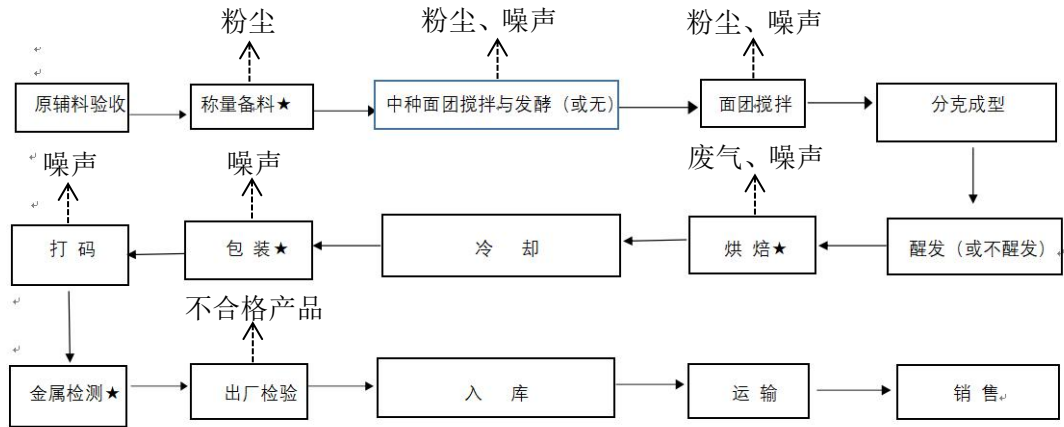 粉尘
粉尘、噪声
粉尘、噪声
原辅料验收
称量备料★
中种面团搅拌与发酵（或无）
面团搅拌
分克成型
噪声
噪声
废气、噪声
打 码
包 装★
冷 却
烘 焙★
醒发（或不醒发）
不合格产品
金属检测★
出厂检验
入 库
运 输
销 售